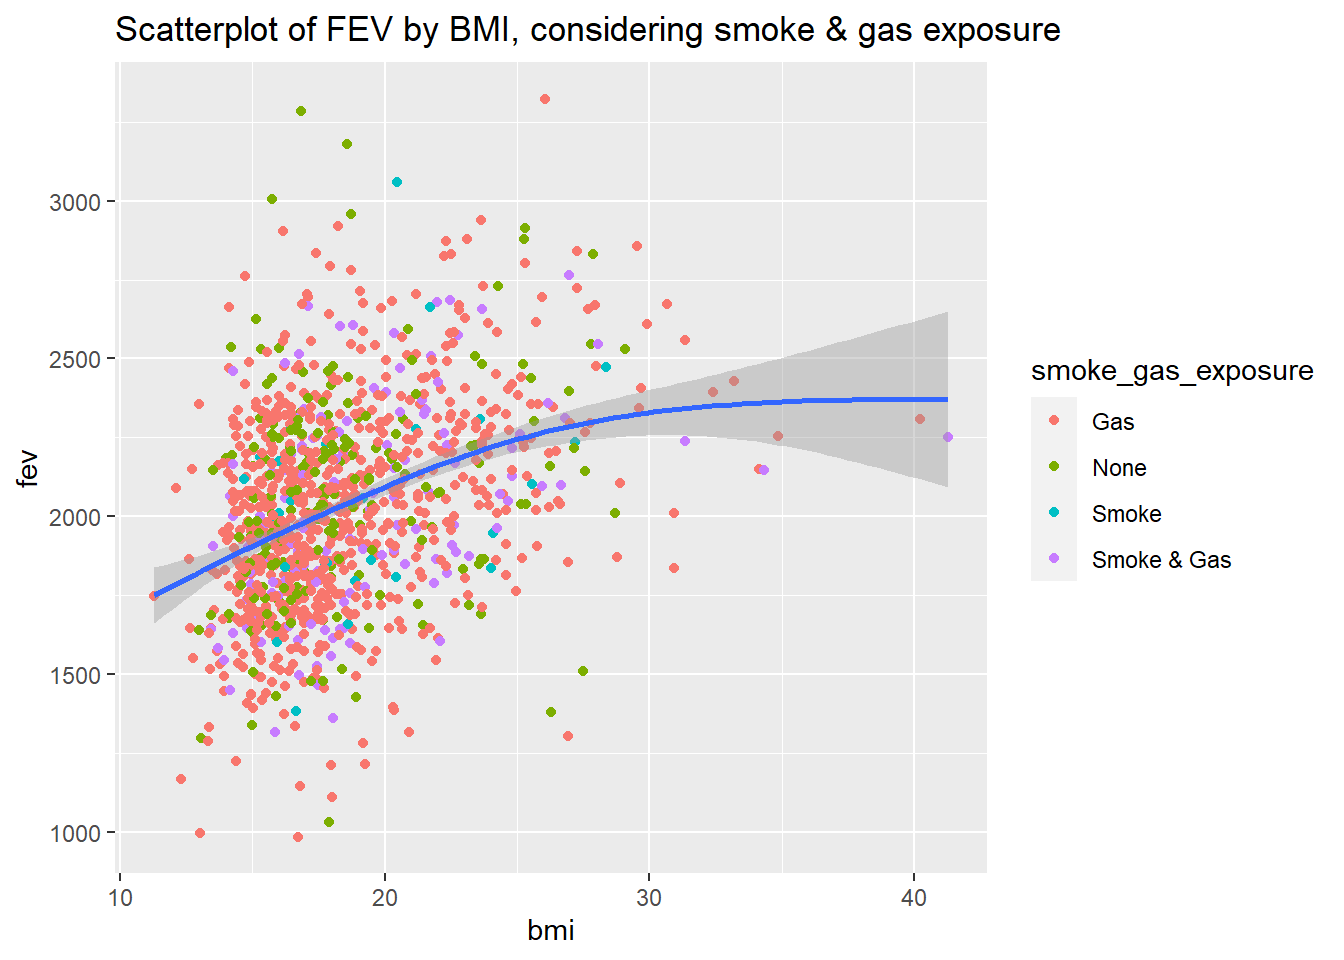 Scatterplot of FEV by BMI, considering smoke & gas exposure
fev
3000
2500
2000
1500
1000
10
20
30
40
bmi
smoke_gas_exposure
Gas
None
Smoke
Smoke & Gas